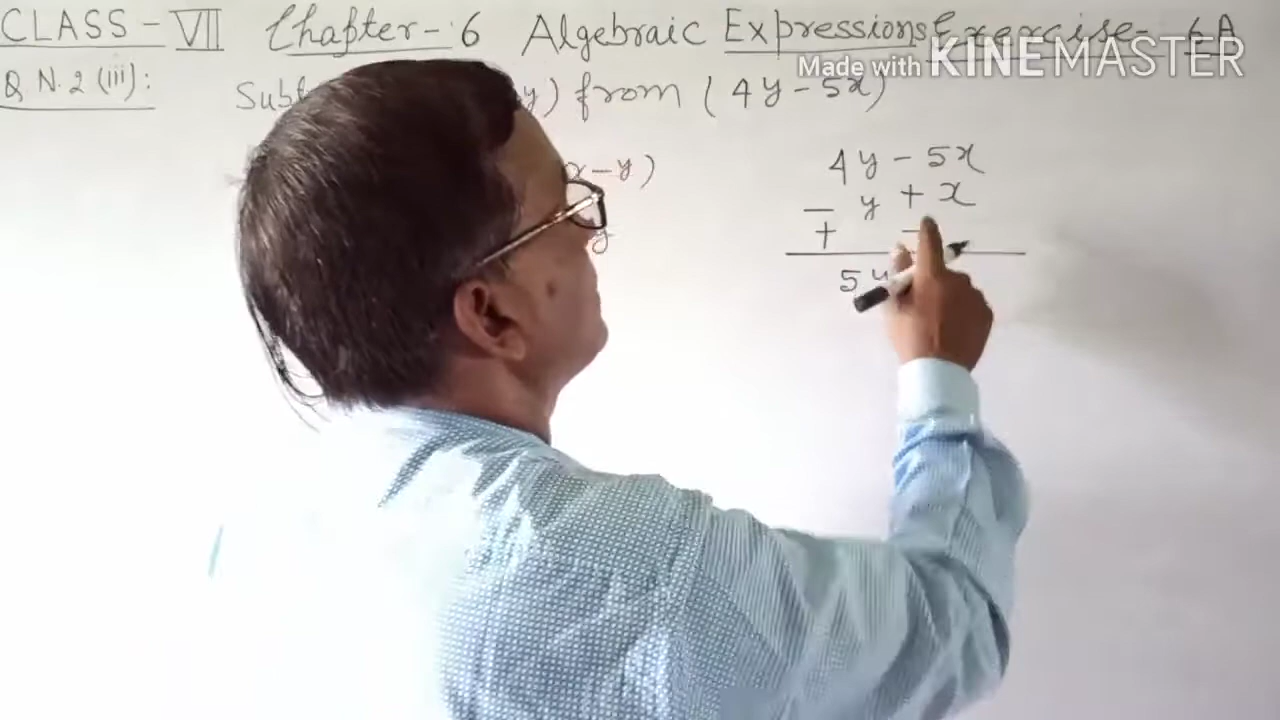 CLASS - VII Chapter - 6 Algebraic Expressions Exercise - 6A
Made with KINEMASTER
Q N. 2 (iii): y) from (4y - 5x)
x - y)
y
4y - 5x
- y + x
+ -
5y